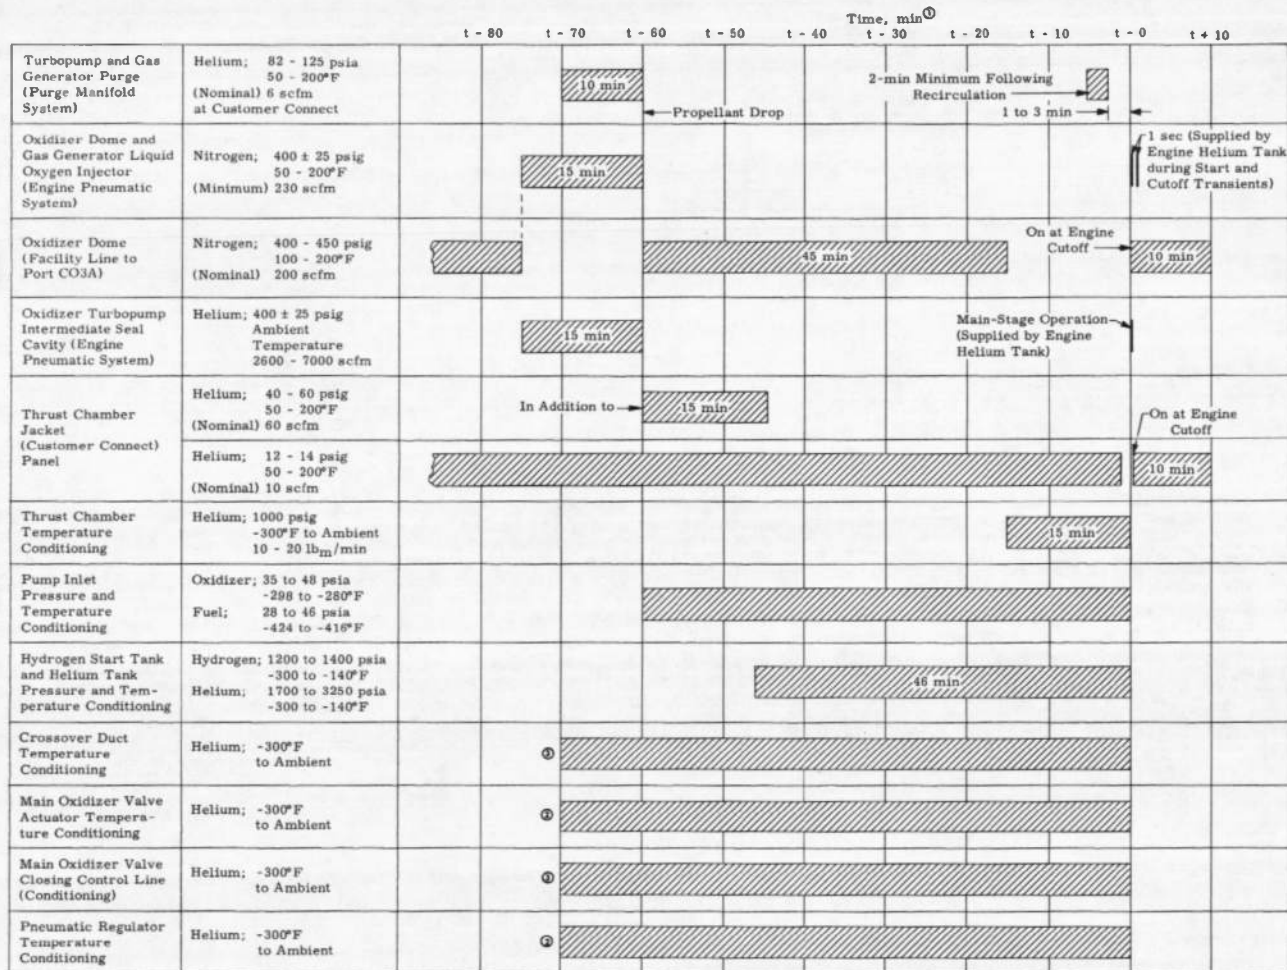 Time, min①
t - 80 t - 70 t - 60 t - 50 t - 40 t - 30 t - 20 t - 10 t - 0 t + 10
Turbopump and Gas
Generator Purge
(Purge Manifold
System)
Helium; 82 - 125 psia
50 - 200°F
(Nominal) 6 scfm
at Customer Connect
10 min
Propellant Drop
2-min Minimum Following
Recirculation
1 to 3 min
Oxidizer Dome and
Gas Generator Liquid
Oxygen Injector
(Engine Pneumatic
System)
Nitrogen; 400 ± 25 psig
50 - 200°F
(Minimum) 230 scfm
15 min
1 sec (Supplied by
Engine Helium Tank
during Start and
Cutoff Transients)
Oxidizer Dome
(Facility Line to
Port CO3A)
Nitrogen; 400 - 450 psig
100 - 200°F
(Nominal) 200 scfm
45 min
On at Engine
Cutoff
10 min
Oxidizer Turbopump
Intermediate Seal
Cavity (Engine
Pneumatic System)
Helium; 400 ± 25 psig
Ambient
Temperature
2600 - 7000 scfm
15 min
Main-Stage Operation
(Supplied by Engine
Helium Tank)
Thrust Chamber
Jacket
(Customer Connect)
Panel
Helium; 40 - 60 psig
50 - 200°F
(Nominal) 60 scfm
In Addition to
15 min
Helium; 12 - 14 psig
50 - 200°F
(Nominal) 10 scfm
On at Engine
Cutoff
10 min
Thrust Chamber
Temperature
Conditioning
Helium; 1000 psig
-300°F to Ambient
10 - 20 lbm/min
15 min
Pump Inlet
Pressure and
Temperature
Conditioning
Oxidizer; 35 to 48 psia
-298 to -280°F
Fuel; 28 to 46 psia
-424 to -416°F
Hydrogen Start Tank
and Helium Tank
Pressure and Tem-
perature Conditioning
Hydrogen; 1200 to 1400 psia
-300 to -140°F
Helium; 1700 to 3250 psia
-300 to -140°F
48 min
Crossover Duct
Temperature
Conditioning
Helium; -300°F
to Ambient
Main Oxidizer Valve
Actuator Tempera-
ture Conditioning
Helium; -300°F
to Ambient
②
Main Oxidizer Valve
Closing Control Line
(Conditioning)
Helium; -300°F
to Ambient
Pneumatic Regulator
Temperature
Conditioning
Helium; -300°F
to Ambient
②